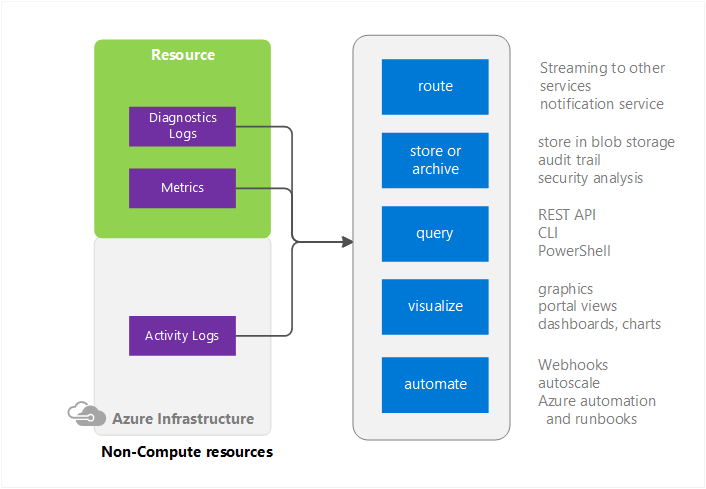 Resource
Diagnostics
Logs
Metrics
Activity Logs
Azure Infrastructure
Non-Compute resources
route
Streaming to other
services
notification service
store or
archive
store in blob storage
audit trail
security analysis
query
REST API
CLI
PowerShell
visualize
graphics
portal views
dashboards, charts
automate
Webhooks
autoscale
Azure automation
and runbooks